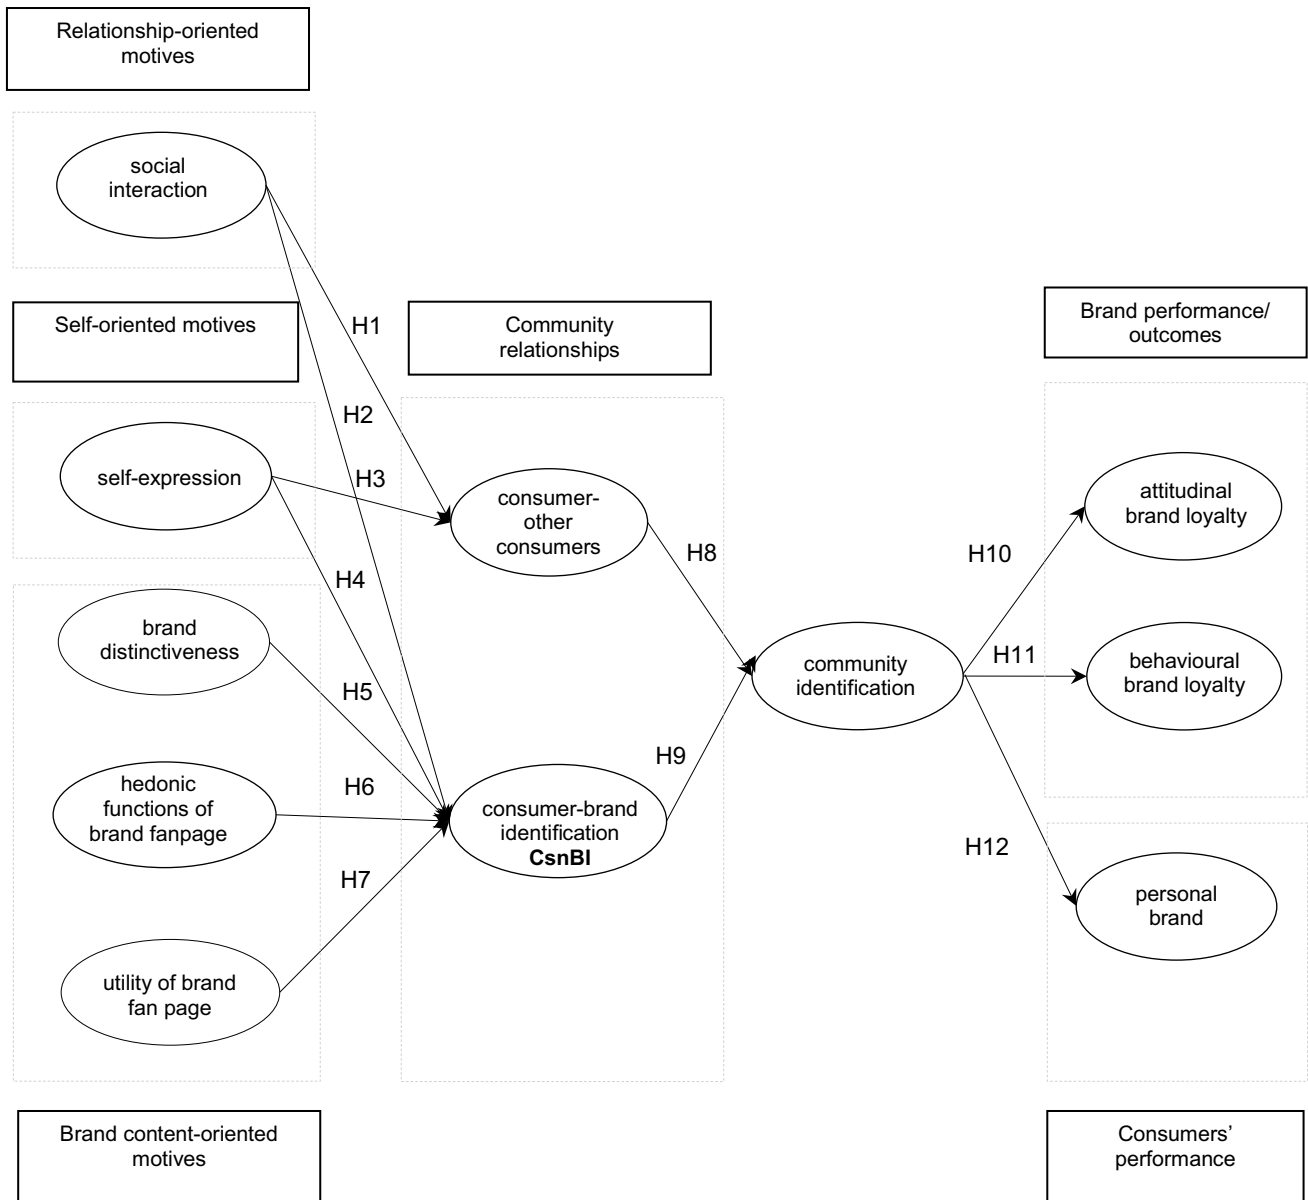 Relationship-oriented
motives
social
interaction
Self-oriented motives
H1
Community
relationships
Brand performance/
outcomes
H2
self-expression
H3
consumer-
other
consumers
attitudinal
brand loyalty
H4
H8
H10
brand
distinctiveness
H5
community
identification
H11
behavioural
brand loyalty
hedonic
functions of
brand fanpage
H6
H9
consumer-brand
identification
CsnBI
H7
H12
personal
brand
utility of brand
fan page
Brand content-oriented
motives
Consumers’
performance